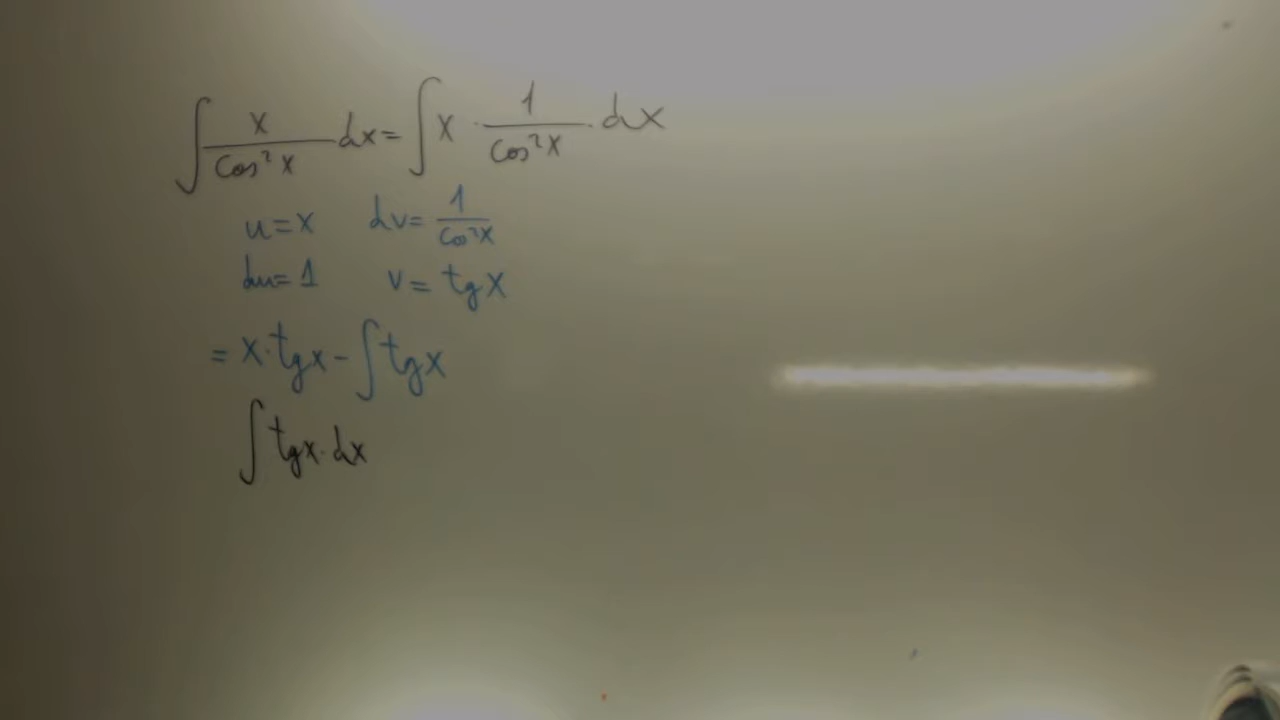 ∫ x/cos²x dx = ∫ x · 1/cos²x · dx
u = x dv = 1/cos²x
du = 1 v = tg x
= x · tg x - ∫ tg x
∫ tg x · dx